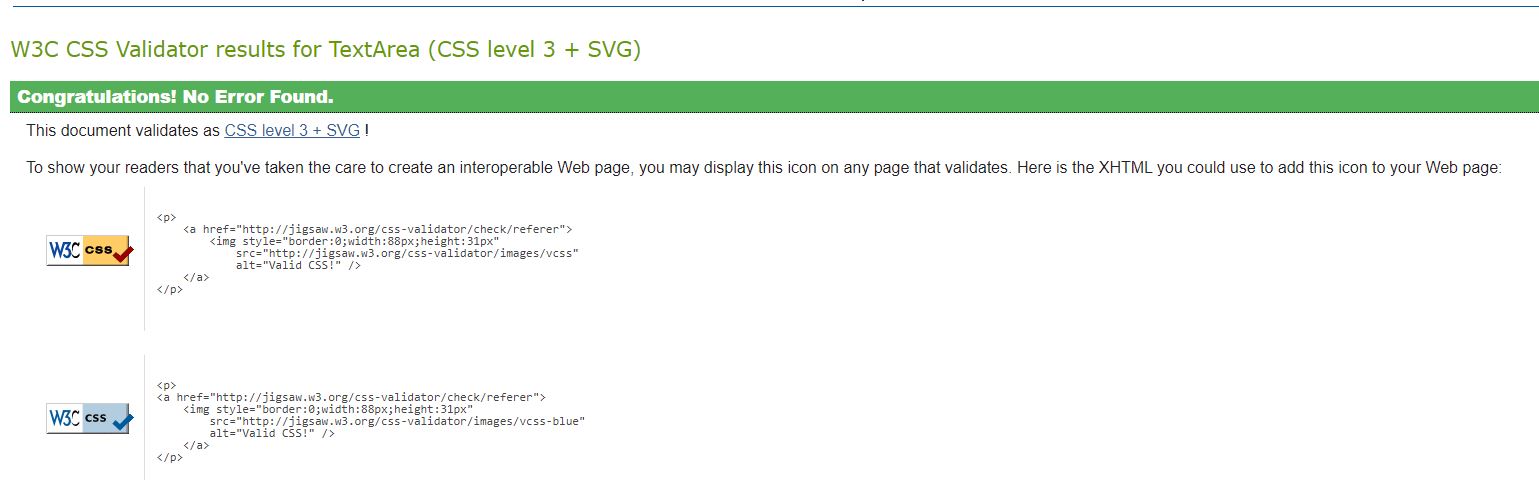 W3C CSS Validator results for TextArea (CSS level 3 + SVG)
Congratulations! No Error Found.
This document validates as CSS level 3 + SVG !
To show your readers that you've taken the care to create an interoperable Web page, you may display this icon on any page that validates. Here is the XHTML you could use to add this icon to your Web page:
W3C css
<p>
<a href="http://jigsaw.w3.org/css-validator/check/referer">
<img style="border:0;width:88px;height:31px"
src="http://jigsaw.w3.org/css-validator/images/vcss"
alt="Valid CSS!" />
</a>
</p>
W3C css
<p>
<a href="http://jigsaw.w3.org/css-validator/check/referer">
<img style="border:0;width:88px;height:31px"
src="http://jigsaw.w3.org/css-validator/images/vcss-blue"
alt="Valid CSS!" />
</a>
</p>